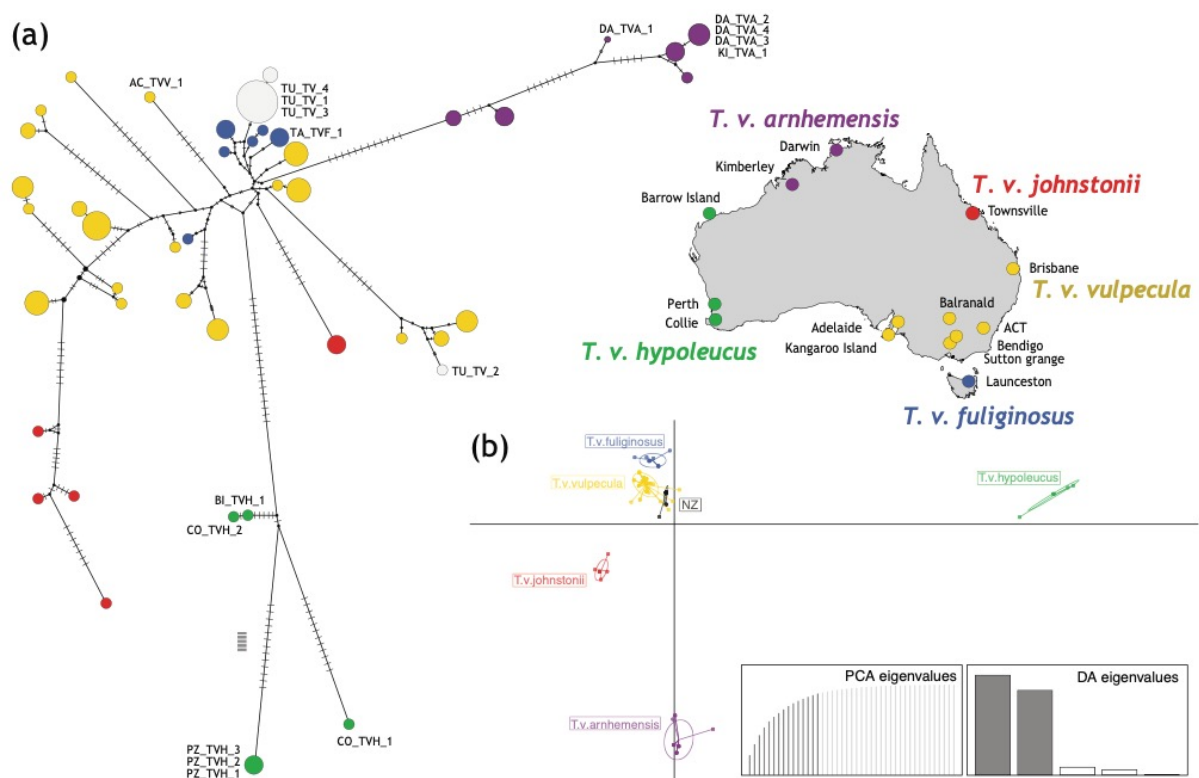 (a)
DA_TVA_1
DA_TVA_2
DA_TVA_4
DA_TVA_3
KI_TVA_1
AC_TVV_1
TU_TV_4
TU_TV_1
TU_TV_3
TA_TVF_1
TU_TV_2
BI_TVH_1
CO_TVH_2
CO_TVH_1
PZ_TVH_3
PZ_TVH_2
PZ_TVH_1
T. v. arnhemensis
Darwin
Kimberley
Barrow Island
T. v. johnstonii
Townsville
Brisbane
T. v. vulpecula
Balranald
Perth
Collie
Adelaide
Kangaroo Island
ACT
Bendigo
Sutton grange
T. v. hypoleucus
Launceston
T. v. fuliginosus
(b)
T.v.fuliginosus
T.v.vulpecula
NZ
T.v.hypoleucus
T.v.johnstonii
T.v.arnhemensis
PCA eigenvalues
DA eigenvalues